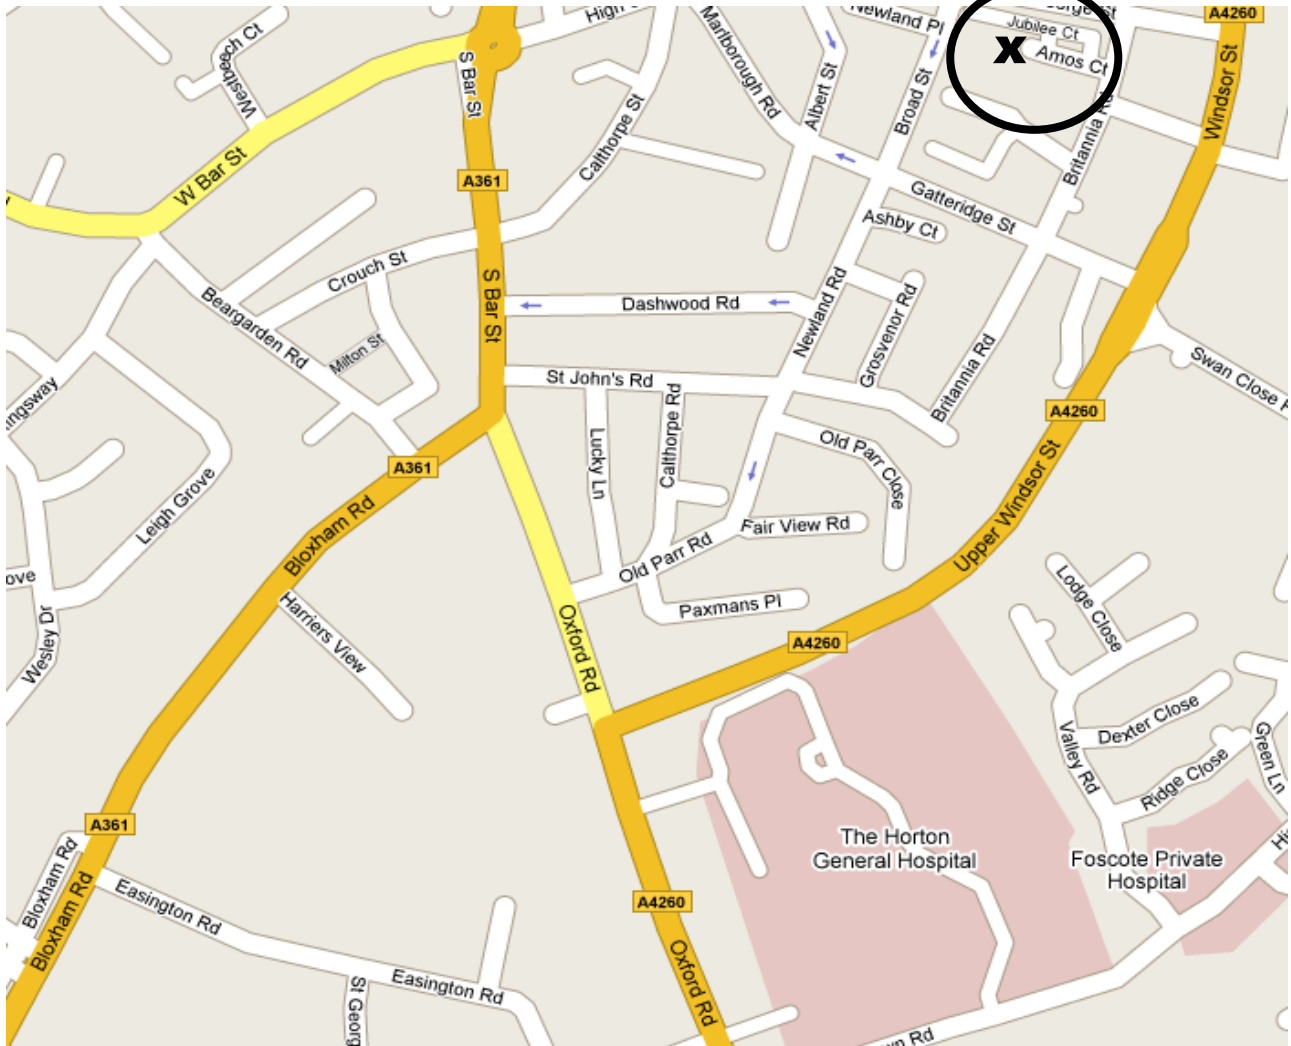 Newland Pl
Jubilee Ct
A4260
x
Amos Ct
Westbeech Ct
S Bar St
Marlborough Rd
Albert St
Broad St
Windsor St
Calthorpe St
Britannia Rd
W Bar St
A361
Gatteridge St
Ashby Ct
Crouch St
S Bar St
Dashwood Rd
Newland Rd
Grosvenor Rd
Beargarden Rd
Milton St
St John's Rd
Britannia Rd
Swan Close
A4260
Lucky Ln
Calthorpe Rd
Old Parr Close
A361
Leigh Grove
Bloxham Rd
Fair View Rd
Upper Windsor St
Old Parr Rd
Lodge Close
Wesley Dr
Harriers View
Oxford Rd
Paxmans Pl
A4260
Valley Rd
Dexter Close
Ridge Close
Green Ln
A361
The Horton
General Hospital
Foscote Private
Hospital
Bloxham Rd
Bloxham Rd
Easington Rd
A4260
Oxford Rd
Easington Rd
St Georg
Rd